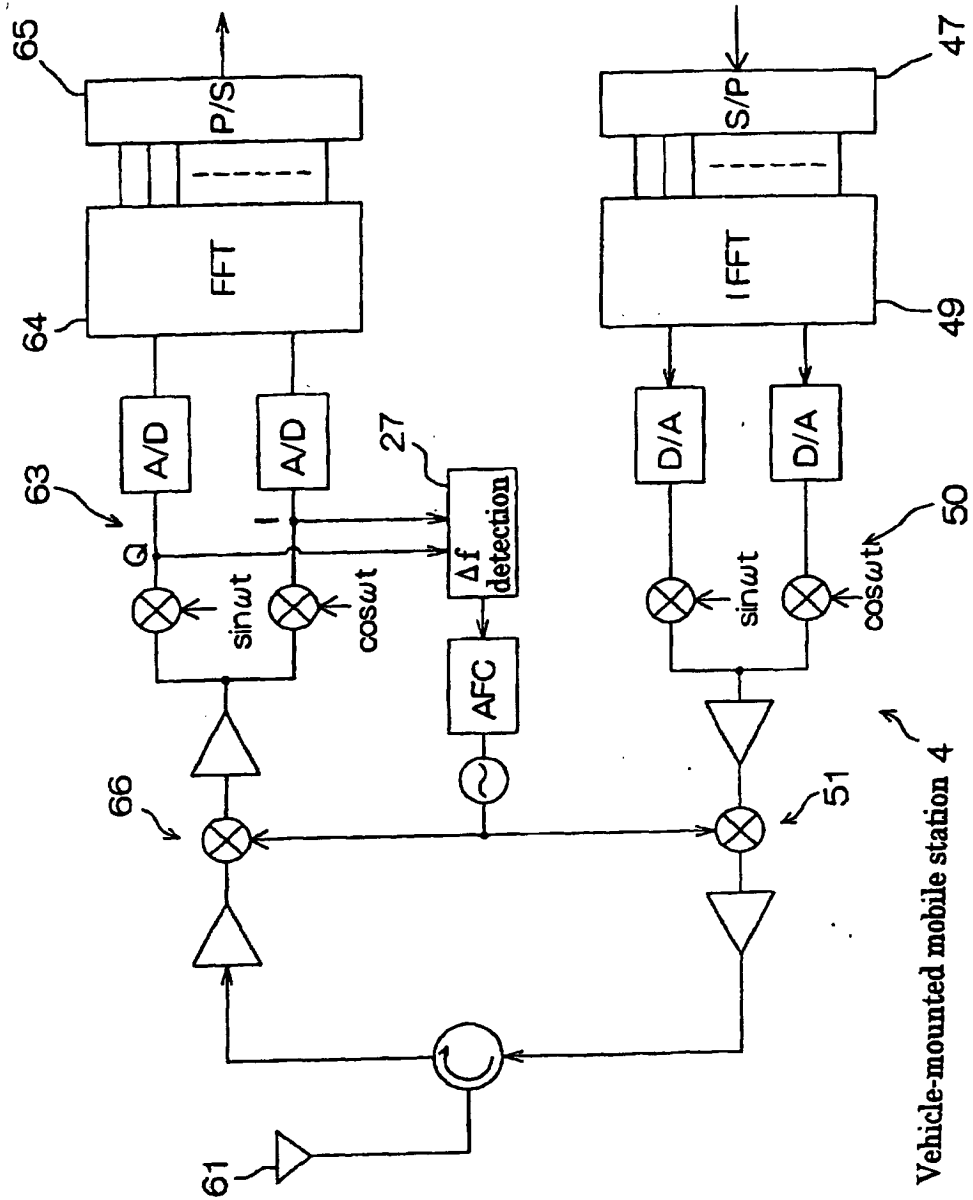 61
66
63
64
65
Q
A/D
FFT
P/S
sinωt
I
A/D
cosωt
27
Δf
detection
AFC
51
50
49
47
sinωt
D/A
IFFT
S/P
cosωt
D/A
Vehicle-mounted mobile station 4